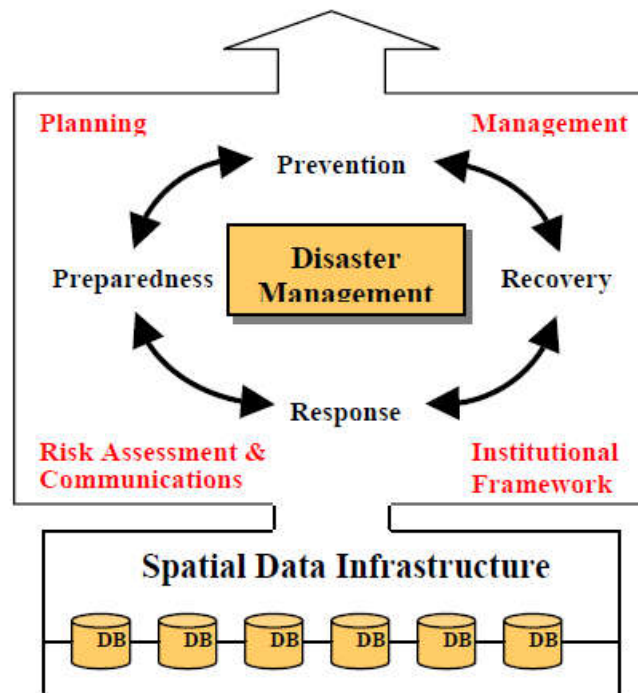 Planning
Management
Prevention
Disaster
Management
Preparedness
Recovery
Response
Risk Assessment &
Communications
Institutional
Framework
Spatial Data Infrastructure
DB DB DB DB DB DB